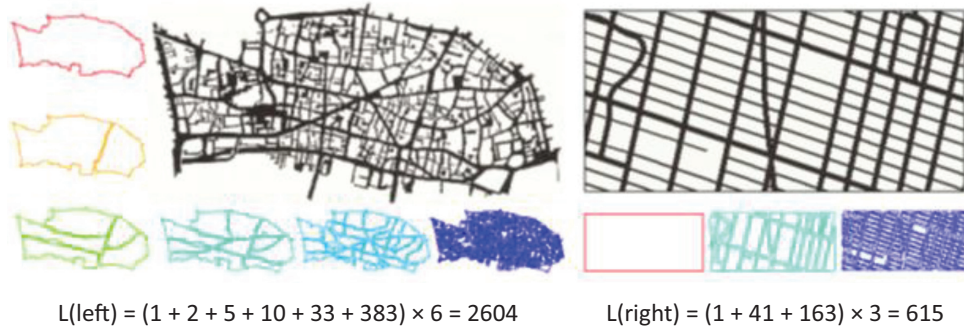 L(left) = (1 + 2 + 5 + 10 + 33 + 383) × 6 = 2604
L(right) = (1 + 41 + 163) × 3 = 615